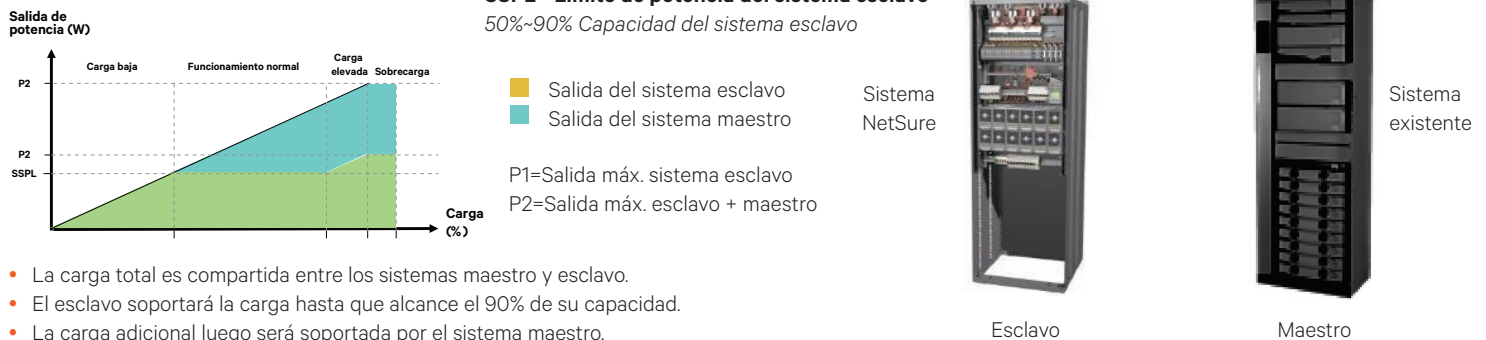 SSPL - Límite de potencia del sistema esclavo
50%~90% Capacidad del sistema esclavo
Salida de
potencia (W)
Carga baja
Funcionamiento normal
Carga
elevada
Sobrecarga
P2
P2
SSPL
Carga
(%)
Salida del sistema esclavo
Salida del sistema maestro
P1=Salida máx. sistema esclavo
P2=Salida máx. esclavo + maestro
Sistema
NetSure
Sistema
existente
Esclavo
Maestro
• La carga total es compartida entre los sistemas maestro y esclavo.
• El esclavo soportará la carga hasta que alcance el 90% de su capacidad.
• La carga adicional luego será soportada por el sistema maestro.